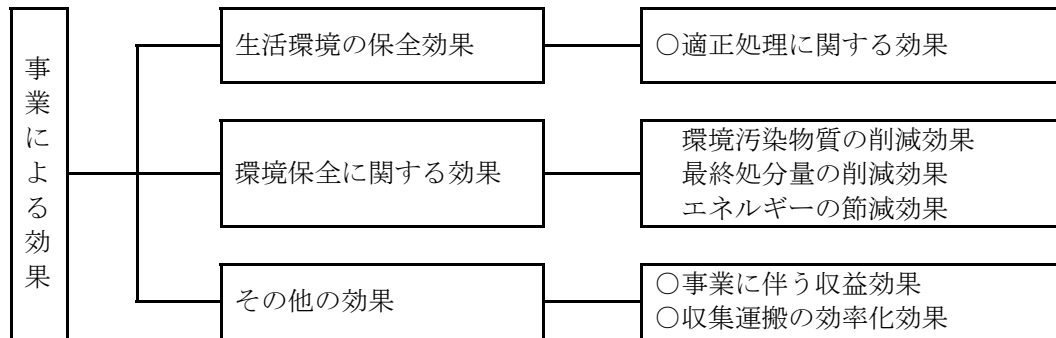 事業による効果
生活環境の保全効果
○適正処理に関する効果
環境保全に関する効果
環境汚染物質の削減効果
最終処分量の削減効果
エネルギーの節減効果
その他の効果
○事業に伴う収益効果
○収集運搬の効率化効果